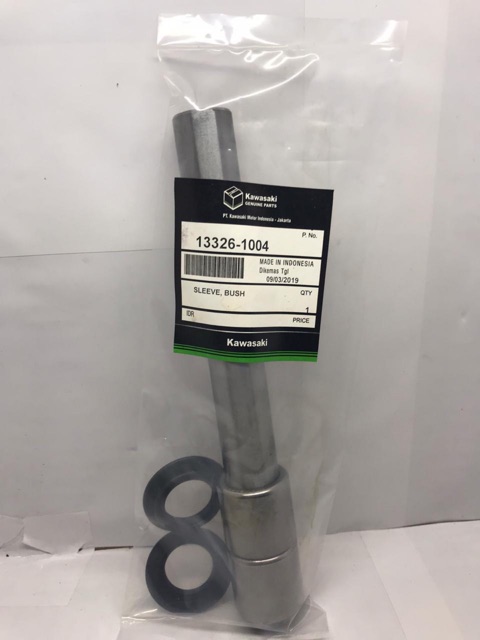 Kawasaki
GENUINE PARTS
PT. Kawasaki Motor Indonesia - Jakarta
P. No.
13326-1004
MADE IN INDONESIA
Dikemas Tgl
09/03/2019
SLEEVE, BUSH
QTY
1
IDR.
PRICE
Kawasaki